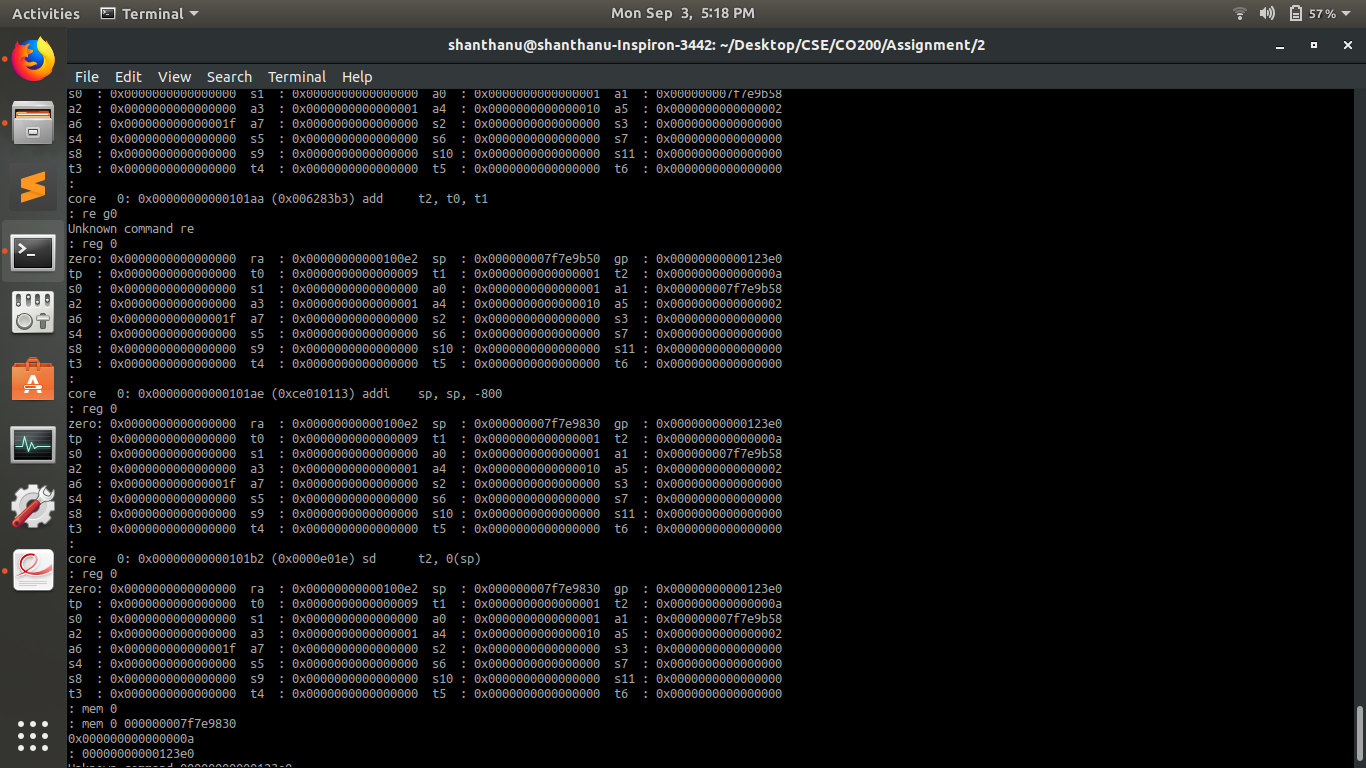 Activities Terminal Mon Sep 3, 5:18 PM 57%
shanthanu@shanthanu-Inspiron-3442: ~/Desktop/CSE/CO200/Assignment/2
File Edit View Search Terminal Help
s0  : 0x0000000000000000  s1  : 0x0000000000000000  a0  : 0x0000000000000001  a1  : 0x000000007f7e9b58
a2  : 0x0000000000000000  a3  : 0x0000000000000001  a4  : 0x0000000000000010  a5  : 0x0000000000000002
a6  : 0x000000000000001f  a7  : 0x0000000000000000  s2  : 0x0000000000000000  s3  : 0x0000000000000000
s4  : 0x0000000000000000  s5  : 0x0000000000000000  s6  : 0x0000000000000000  s7  : 0x0000000000000000
s8  : 0x0000000000000000  s9  : 0x0000000000000000  s10 : 0x0000000000000000  s11 : 0x0000000000000000
t3  : 0x0000000000000000  t4  : 0x0000000000000000  t5  : 0x0000000000000000  t6  : 0x0000000000000000
:
core   0: 0x00000000000101aa (0x006283b3) add     t2, t0, t1
: re g0
Unknown command re
: reg 0
zero: 0x0000000000000000  ra  : 0x00000000000100e2  sp  : 0x000000007f7e9b50  gp  : 0x00000000000123e0
tp  : 0x0000000000000000  t0  : 0x0000000000000009  t1  : 0x0000000000000001  t2  : 0x000000000000000a
s0  : 0x0000000000000000  s1  : 0x0000000000000000  a0  : 0x0000000000000001  a1  : 0x000000007f7e9b58
a2  : 0x0000000000000000  a3  : 0x0000000000000001  a4  : 0x0000000000000010  a5  : 0x0000000000000002
a6  : 0x000000000000001f  a7  : 0x0000000000000000  s2  : 0x0000000000000000  s3  : 0x0000000000000000
s4  : 0x0000000000000000  s5  : 0x0000000000000000  s6  : 0x0000000000000000  s7  : 0x0000000000000000
s8  : 0x0000000000000000  s9  : 0x0000000000000000  s10 : 0x0000000000000000  s11 : 0x0000000000000000
t3  : 0x0000000000000000  t4  : 0x0000000000000000  t5  : 0x0000000000000000  t6  : 0x0000000000000000
:
core   0: 0x00000000000101ae (0xce010113) addi    sp, sp, -800
: reg 0
zero: 0x0000000000000000  ra  : 0x00000000000100e2  sp  : 0x000000007f7e9830  gp  : 0x00000000000123e0
tp  : 0x0000000000000000  t0  : 0x0000000000000009  t1  : 0x0000000000000001  t2  : 0x000000000000000a
s0  : 0x0000000000000000  s1  : 0x0000000000000000  a0  : 0x0000000000000001  a1  : 0x000000007f7e9b58
a2  : 0x0000000000000000  a3  : 0x0000000000000001  a4  : 0x0000000000000010  a5  : 0x0000000000000002
a6  : 0x000000000000001f  a7  : 0x0000000000000000  s2  : 0x0000000000000000  s3  : 0x0000000000000000
s4  : 0x0000000000000000  s5  : 0x0000000000000000  s6  : 0x0000000000000000  s7  : 0x0000000000000000
s8  : 0x0000000000000000  s9  : 0x0000000000000000  s10 : 0x0000000000000000  s11 : 0x0000000000000000
t3  : 0x0000000000000000  t4  : 0x0000000000000000  t5  : 0x0000000000000000  t6  : 0x0000000000000000
:
core   0: 0x00000000000101b2 (0x0000e01e) sd      t2, 0(sp)
: reg 0
zero: 0x0000000000000000  ra  : 0x00000000000100e2  sp  : 0x000000007f7e9830  gp  : 0x00000000000123e0
tp  : 0x0000000000000000  t0  : 0x0000000000000009  t1  : 0x0000000000000001  t2  : 0x000000000000000a
s0  : 0x0000000000000000  s1  : 0x0000000000000000  a0  : 0x0000000000000001  a1  : 0x000000007f7e9b58
a2  : 0x0000000000000000  a3  : 0x0000000000000001  a4  : 0x0000000000000010  a5  : 0x0000000000000002
a6  : 0x000000000000001f  a7  : 0x0000000000000000  s2  : 0x0000000000000000  s3  : 0x0000000000000000
s4  : 0x0000000000000000  s5  : 0x0000000000000000  s6  : 0x0000000000000000  s7  : 0x0000000000000000
s8  : 0x0000000000000000  s9  : 0x0000000000000000  s10 : 0x0000000000000000  s11 : 0x0000000000000000
t3  : 0x0000000000000000  t4  : 0x0000000000000000  t5  : 0x0000000000000000  t6  : 0x0000000000000000
: mem 0
: mem 0 000000007f7e9830
0x000000000000000a
: 00000000000123e0
Unknown command 00000000000123e0